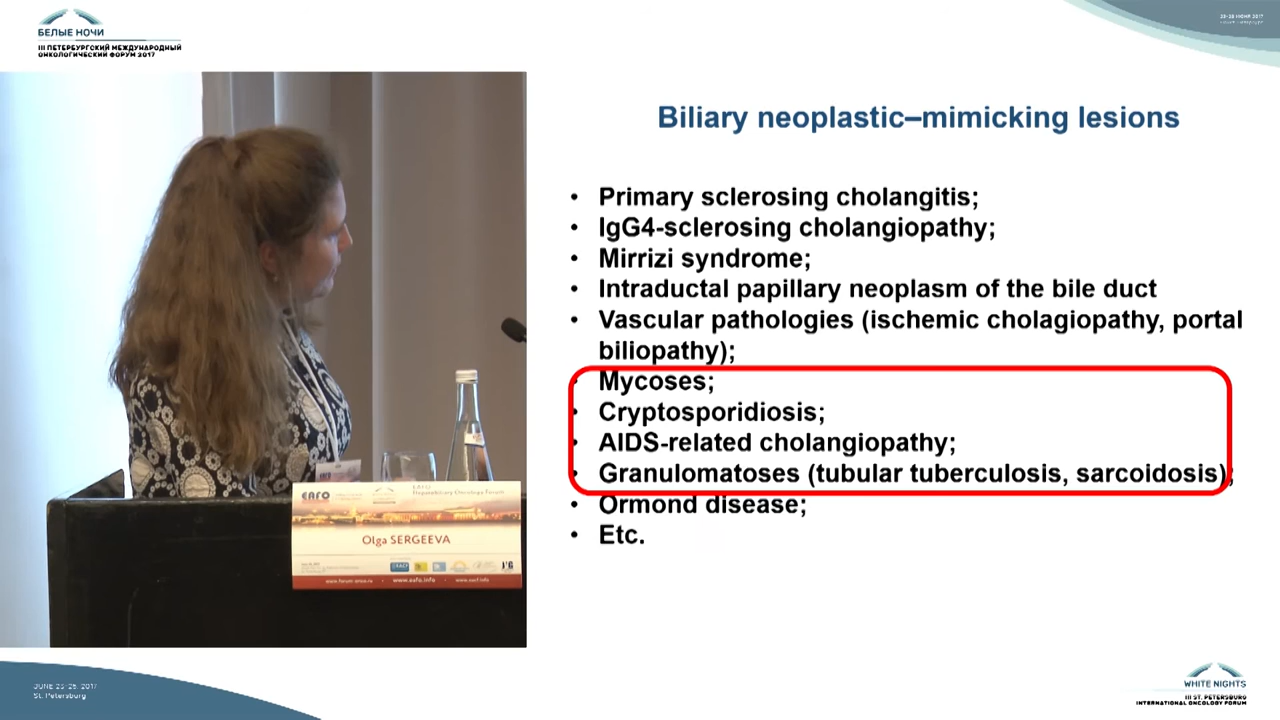 БЕЛЫЕ НОЧИ
III ПЕТЕРБУРГСКИЙ МЕЖДУНАРОДНЫЙ
ОНКОЛОГИЧЕСКИЙ ФОРУМ 2017
Biliary neoplastic–mimicking lesions
• Primary sclerosing cholangitis;
• IgG4-sclerosing cholangiopathy;
• Mirrizi syndrome;
• Intraductal papillary neoplasm of the bile duct
• Vascular pathologies (ischemic cholagiopathy, portal
biliopathy);
• Mycoses;
• Cryptosporidiosis;
• AIDS-related cholangiopathy;
• Granulomatoses (tubular tuberculosis, sarcoidosis);
• Ormond disease;
• Etc.
EAFO
Hepatobiliary Oncology Forum
Olga SERGEEVA
www.forum-onco.ru • www.eafo.info • www.eafo.info
JUNE 23-26, 2017
St. Petersburg
WHITE NIGHTS
III ST. PETERSBURG
INTERNATIONAL ONCOLOGY FORUM